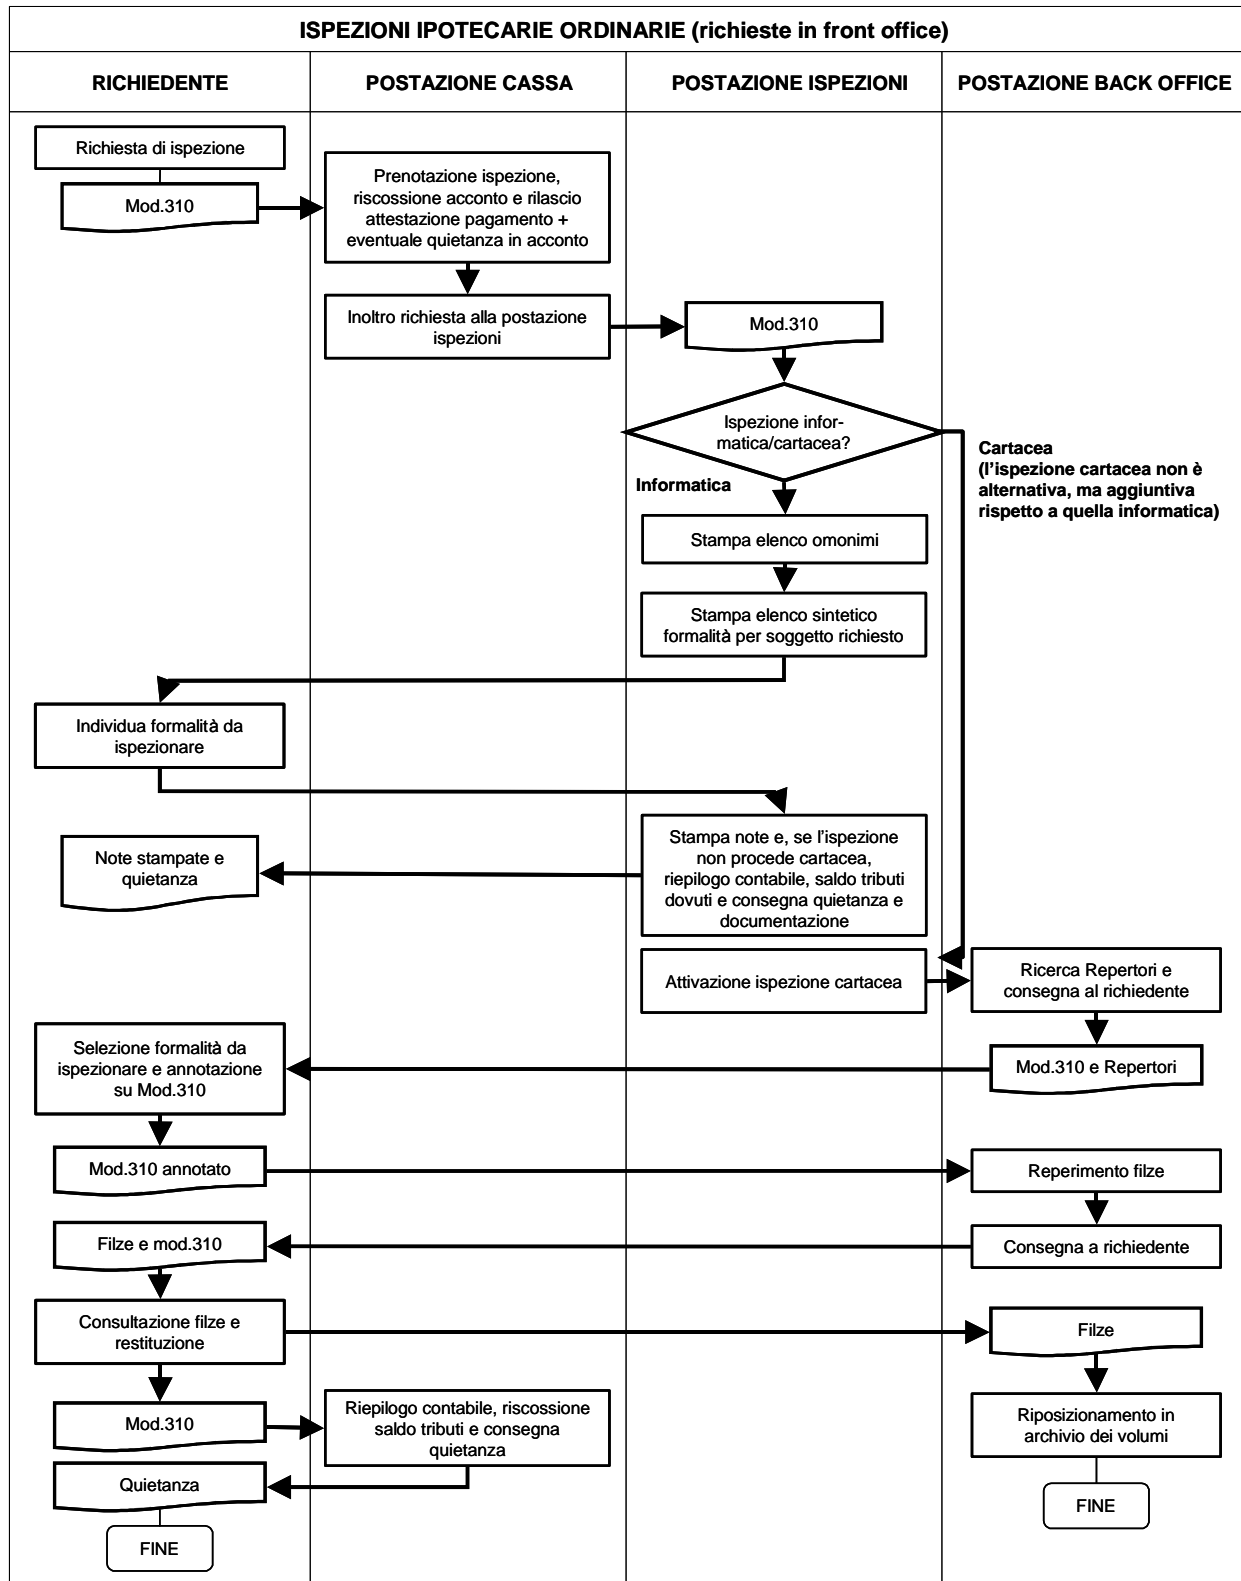 ISPEZIONI IPOTECARIE ORDINARIE (richieste in front office)
RICHIEDENTE
POSTAZIONE CASSA
POSTAZIONE ISPEZIONI
POSTAZIONE BACK OFFICE
Richiesta di ispezione
Mod.310
Prenotazione ispezione,
riscossione acconto e rilascio
attestazione pagamento +
eventuale quietanza in acconto
Inoltro richiesta alla postazione
ispezioni
Mod.310
Ispezione infor-
matica/cartacea?
Cartacea
(l'ispezione cartacea non è
alternativa, ma aggiuntiva
rispetto a quella informatica)
Informatica
Stampa elenco omonimi
Stampa elenco sintetico
formalità per soggetto richiesto
Individua formalità da
ispezionare
Stampa note e, se l'ispezione
non procede cartacea,
riepilogo contabile, saldo tributi
dovuti e consegna quietanza e
documentazione
Note stampate e
quietanza
Attivazione ispezione cartacea
Ricerca Repertori e
consegna al richiedente
Mod.310 e Repertori
Selezione formalità da
ispezionare e annotazione
su Mod.310
Mod.310 annotato
Reperimento filze
Consegna a richiedente
Filze e mod.310
Consultazione filze e
restituzione
Filze
Riposizionamento in
archivio dei volumi
FINE
Mod.310
Riepilogo contabile, riscossione
saldo tributi e consegna
quietanza
Quietanza
FINE